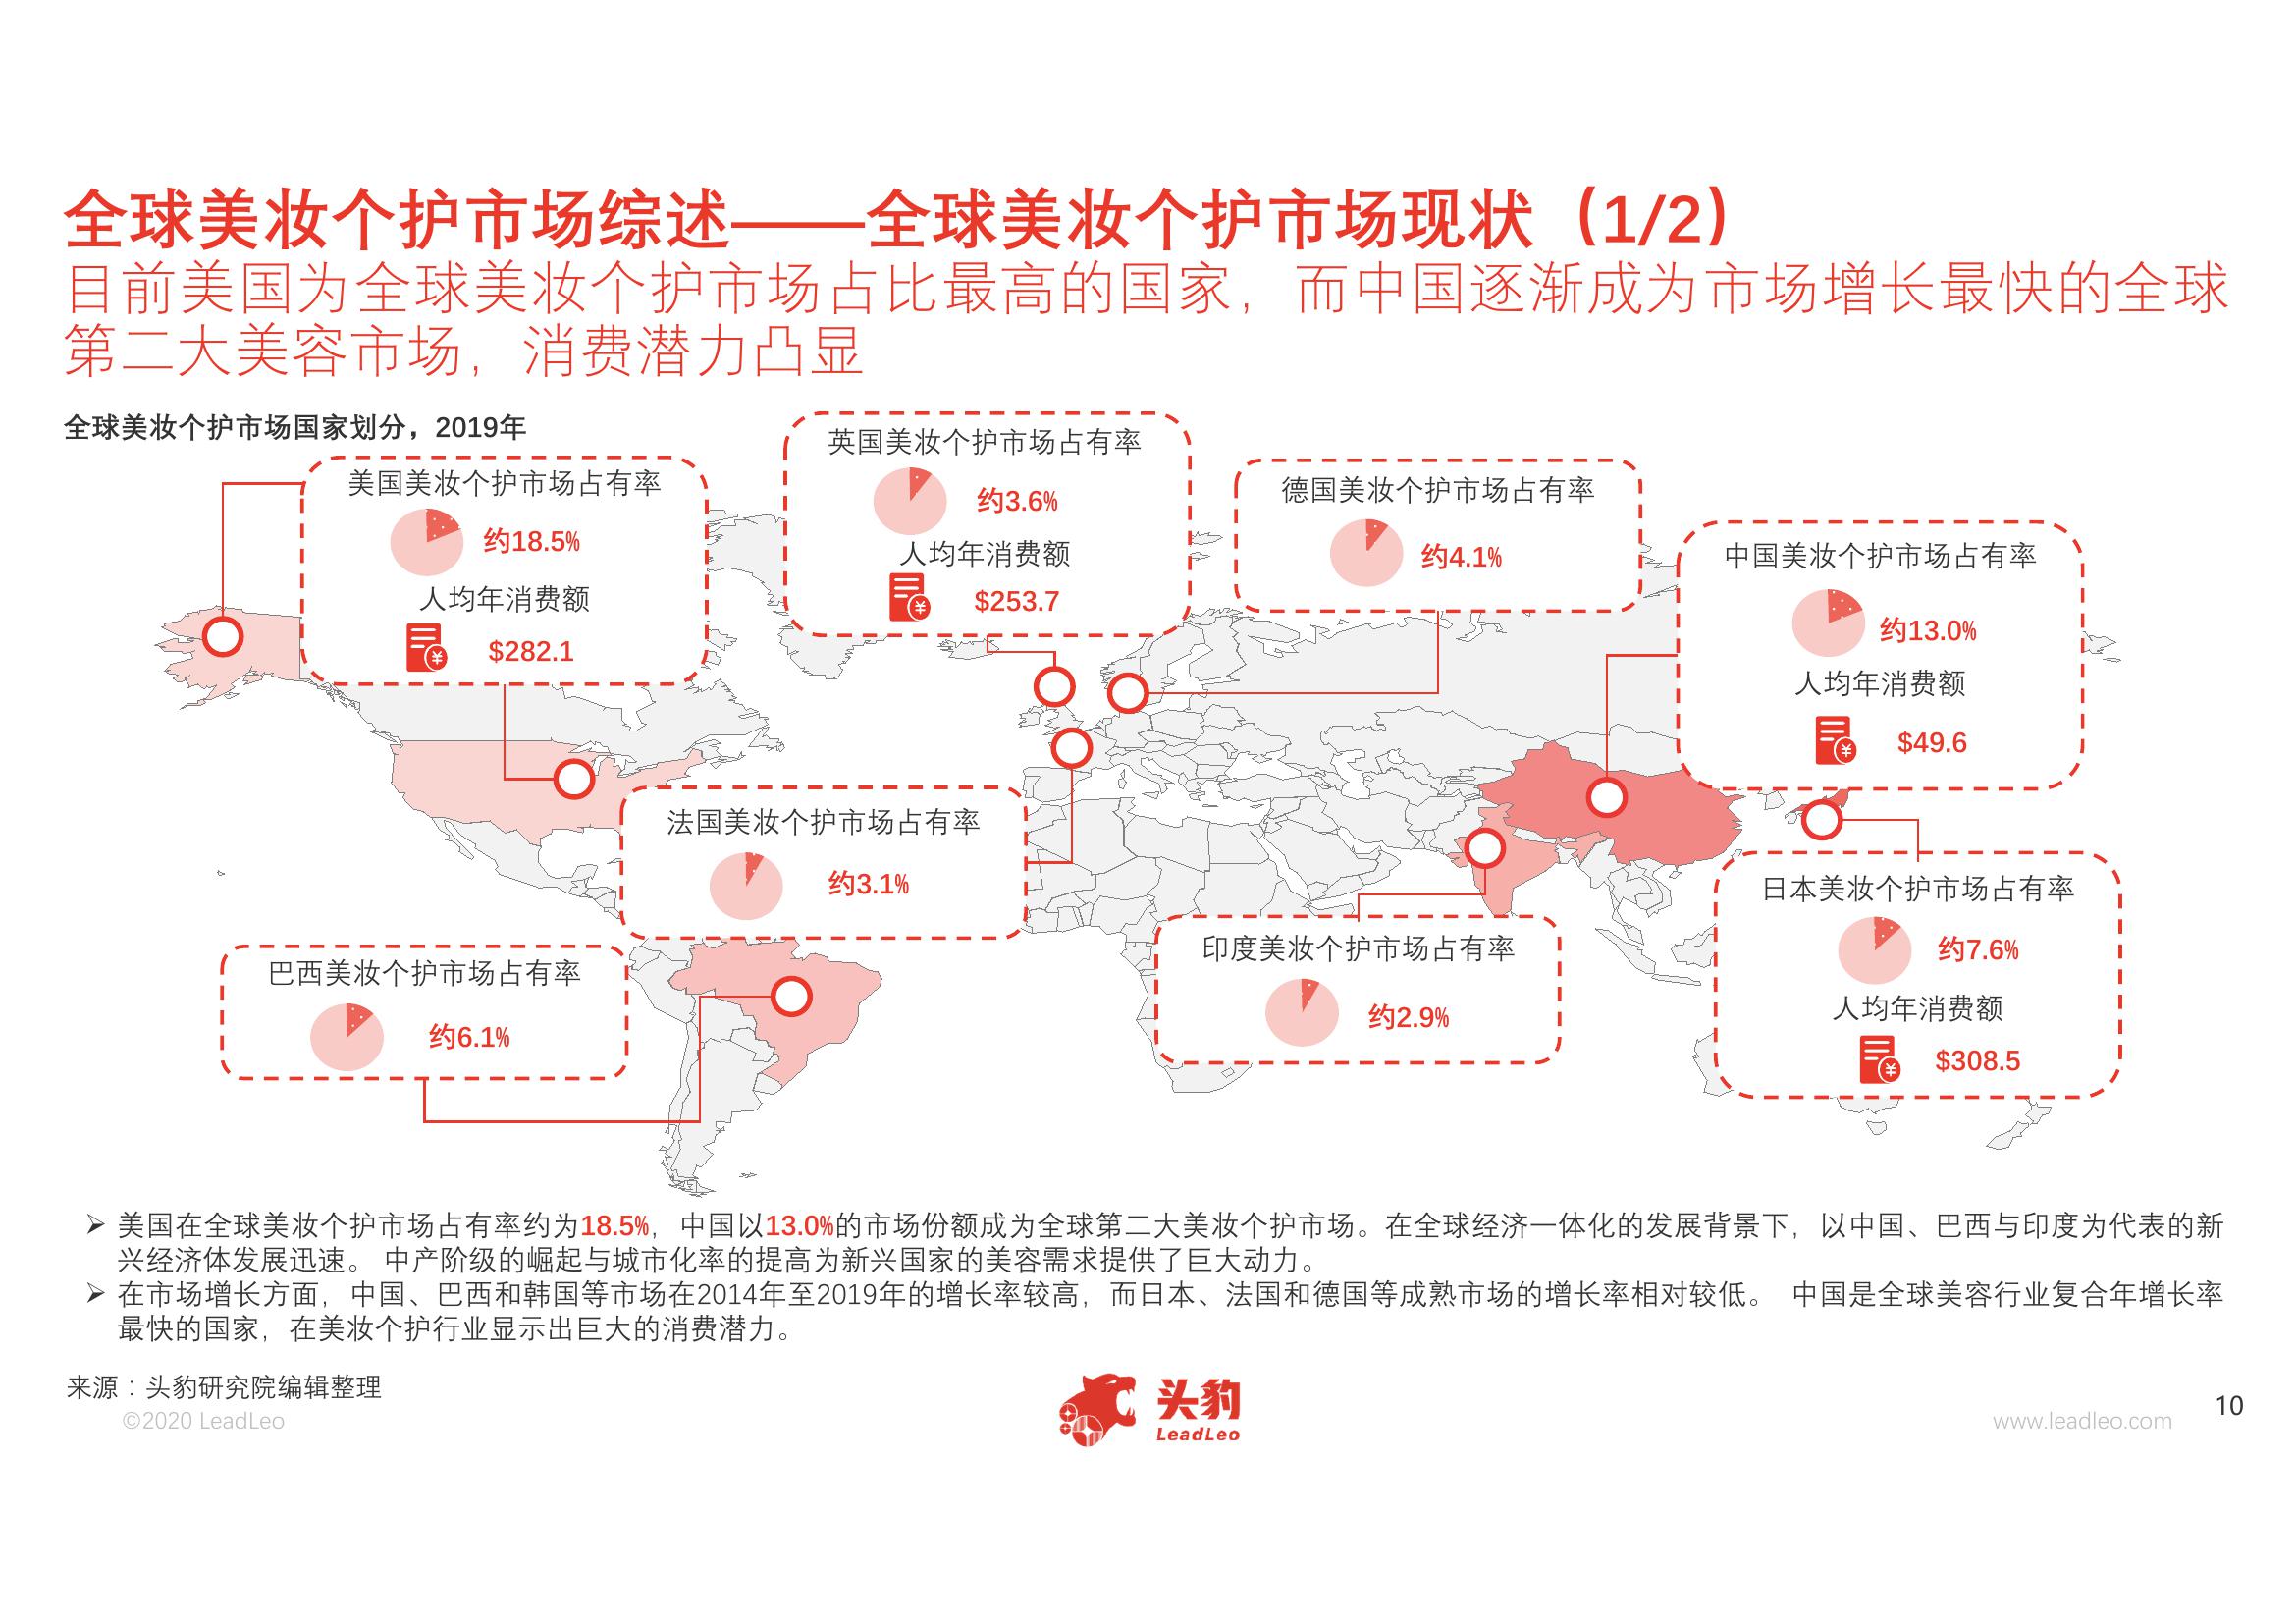 全球美妆个护市场综述——全球美妆个护市场现状（1/2）
目前美国为全球美妆个护市场占比最高的国家，而中国逐渐成为市场增长最快的全球
第二大美容市场，消费潜力凸显
全球美妆个护市场国家划分，2019年
美国美妆个护市场占有率
约18.5%
人均年消费额
¥
$282.1
英国美妆个护市场占有率
约3.6%
人均年消费额
¥
$253.7
德国美妆个护市场占有率
约4.1%
中国美妆个护市场占有率
约13.0%
人均年消费额
¥
$49.6
法国美妆个护市场占有率
约3.1%
日本美妆个护市场占有率
约7.6%
人均年消费额
¥
$308.5
印度美妆个护市场占有率
约2.9%
巴西美妆个护市场占有率
约6.1%
➢ 美国在全球美妆个护市场占有率约为18.5%，中国以13.0%的市场份额成为全球第二大美妆个护市场。在全球经济一体化的发展背景下，以中国、巴西与印度为代表的新
兴经济体发展迅速。 中产阶级的崛起与城市化率的提高为新兴国家的美容需求提供了巨大动力。
➢ 在市场增长方面，中国、巴西和韩国等市场在2014年至2019年的增长率较高，而日本、法国和德国等成熟市场的增长率相对较低。 中国是全球美容行业复合年增长率
最快的国家，在美妆个护行业显示出巨大的消费潜力。
来源：头豹研究院编辑整理
©2020 LeadLeo
头豹
LeadLeo
www.leadleo.com
10